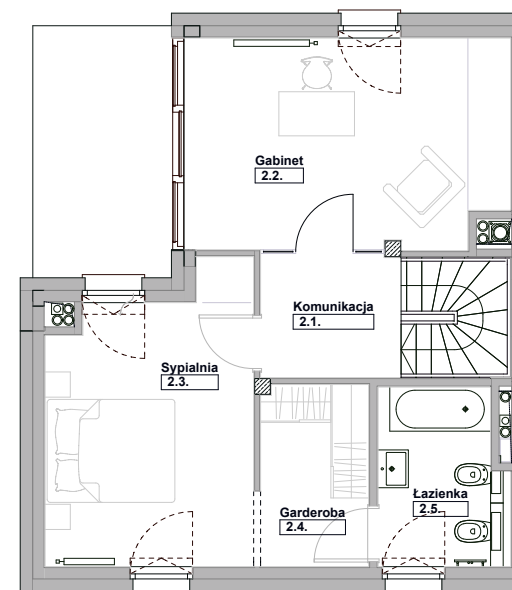 Gabinet
2.2.
Komunikacja
2.1.
Sypialnia
2.3.
Garderoba
2.4.
Łazienka
2.5.